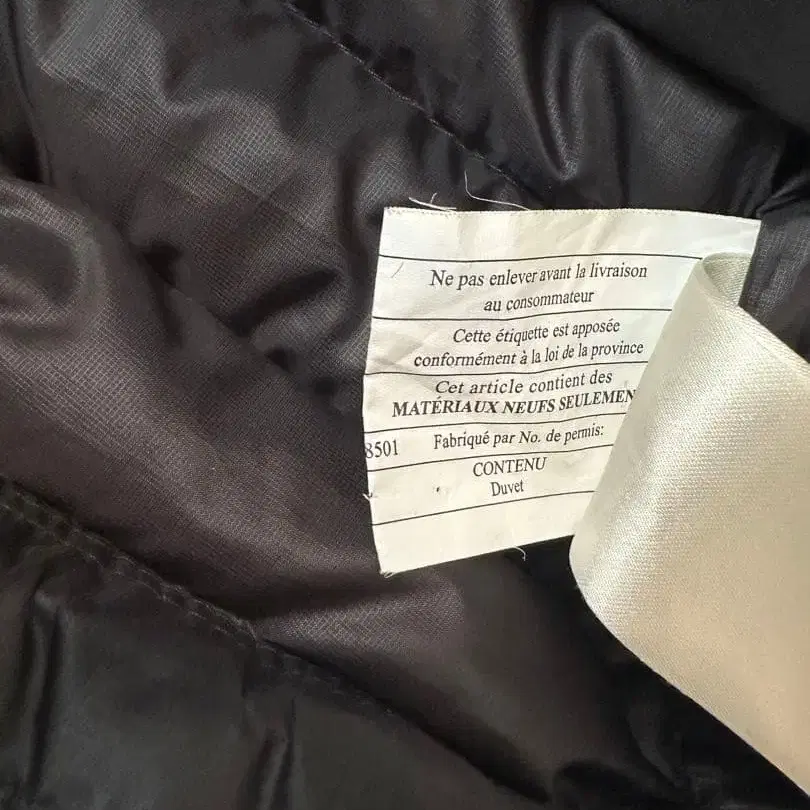 Ne pas enlever avant la livraison
au consommateur
Cette étiquette est apposée
conformément à la loi de la province
Cet article contient des
MATÉRIAUX NEUFS SEULEMEN
8501 Fabriqué par No. de permis:
CONTENU
Duvet